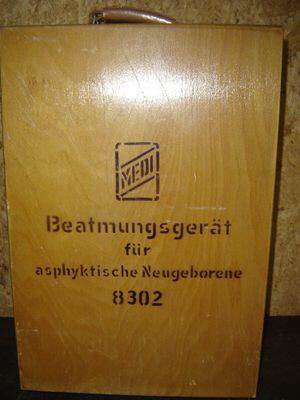 MEDI
Beatmungsgerät
für
asphyktische Neugeborene
8302